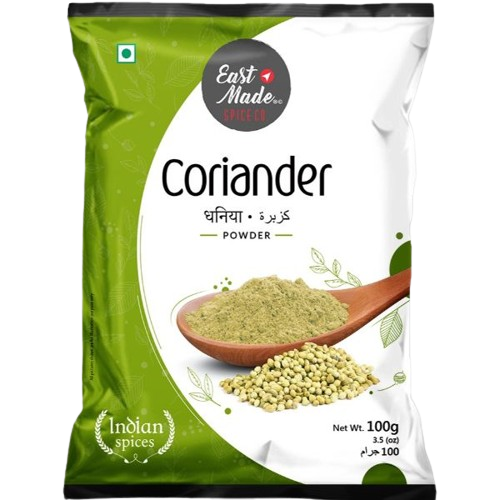 East
Made
SPICE CO
Coriander
धनिया • كزبرة
POWDER
Indian
spices
Net Wt. 100g
3.5 (oz)
100 جرام